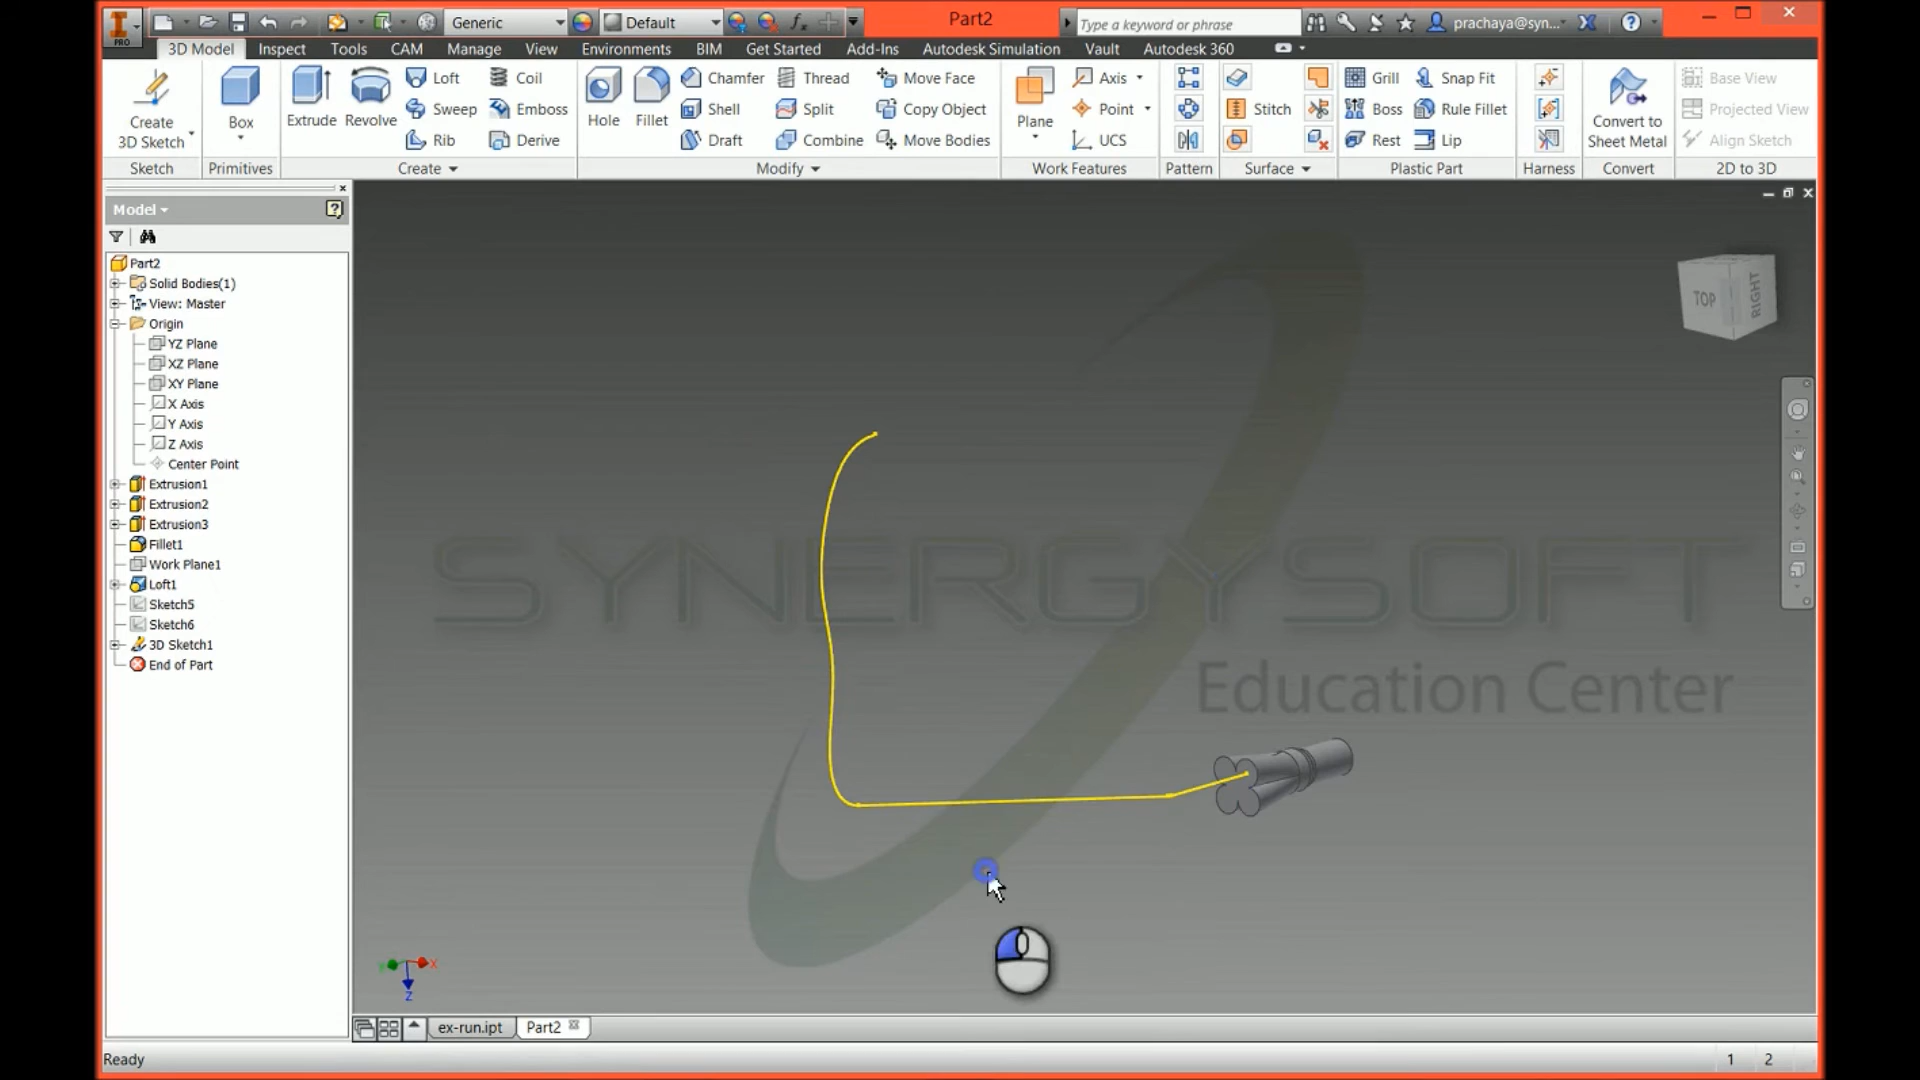 PRO
Generic
Default
Part2
Type a keyword or phrase
prachaya@syn...
3D Model
Inspect
Tools
CAM
Manage
View
Environments
BIM
Get Started
Add-Ins
Autodesk Simulation
Vault
Autodesk 360
Create
3D Sketch
Box
Extrude
Revolve
Loft
Sweep
Rib
Coil
Emboss
Derive
Hole
Fillet
Chamfer
Shell
Draft
Thread
Split
Combine
Move Face
Copy Object
Move Bodies
Plane
Axis
Point
UCS
Stitch
Grill
Boss
Rest
Snap Fit
Rule Fillet
Lip
Convert to
Sheet Metal
Base View
Projected View
Align Sketch
Sketch
Primitives
Create
Modify
Work Features
Pattern
Surface
Plastic Part
Harness
Convert
2D to 3D
Model
Part2
Solid Bodies(1)
View: Master
Origin
YZ Plane
XZ Plane
XY Plane
X Axis
Y Axis
Z Axis
Center Point
Extrusion1
Extrusion2
Extrusion3
Fillet1
Work Plane1
Loft1
Sketch5
Sketch6
3D Sketch1
End of Part
TOP
RIGHT
SYNERGYSOFT
Education Center
X
Z
ex-run.ipt
Part2
Ready
1
2